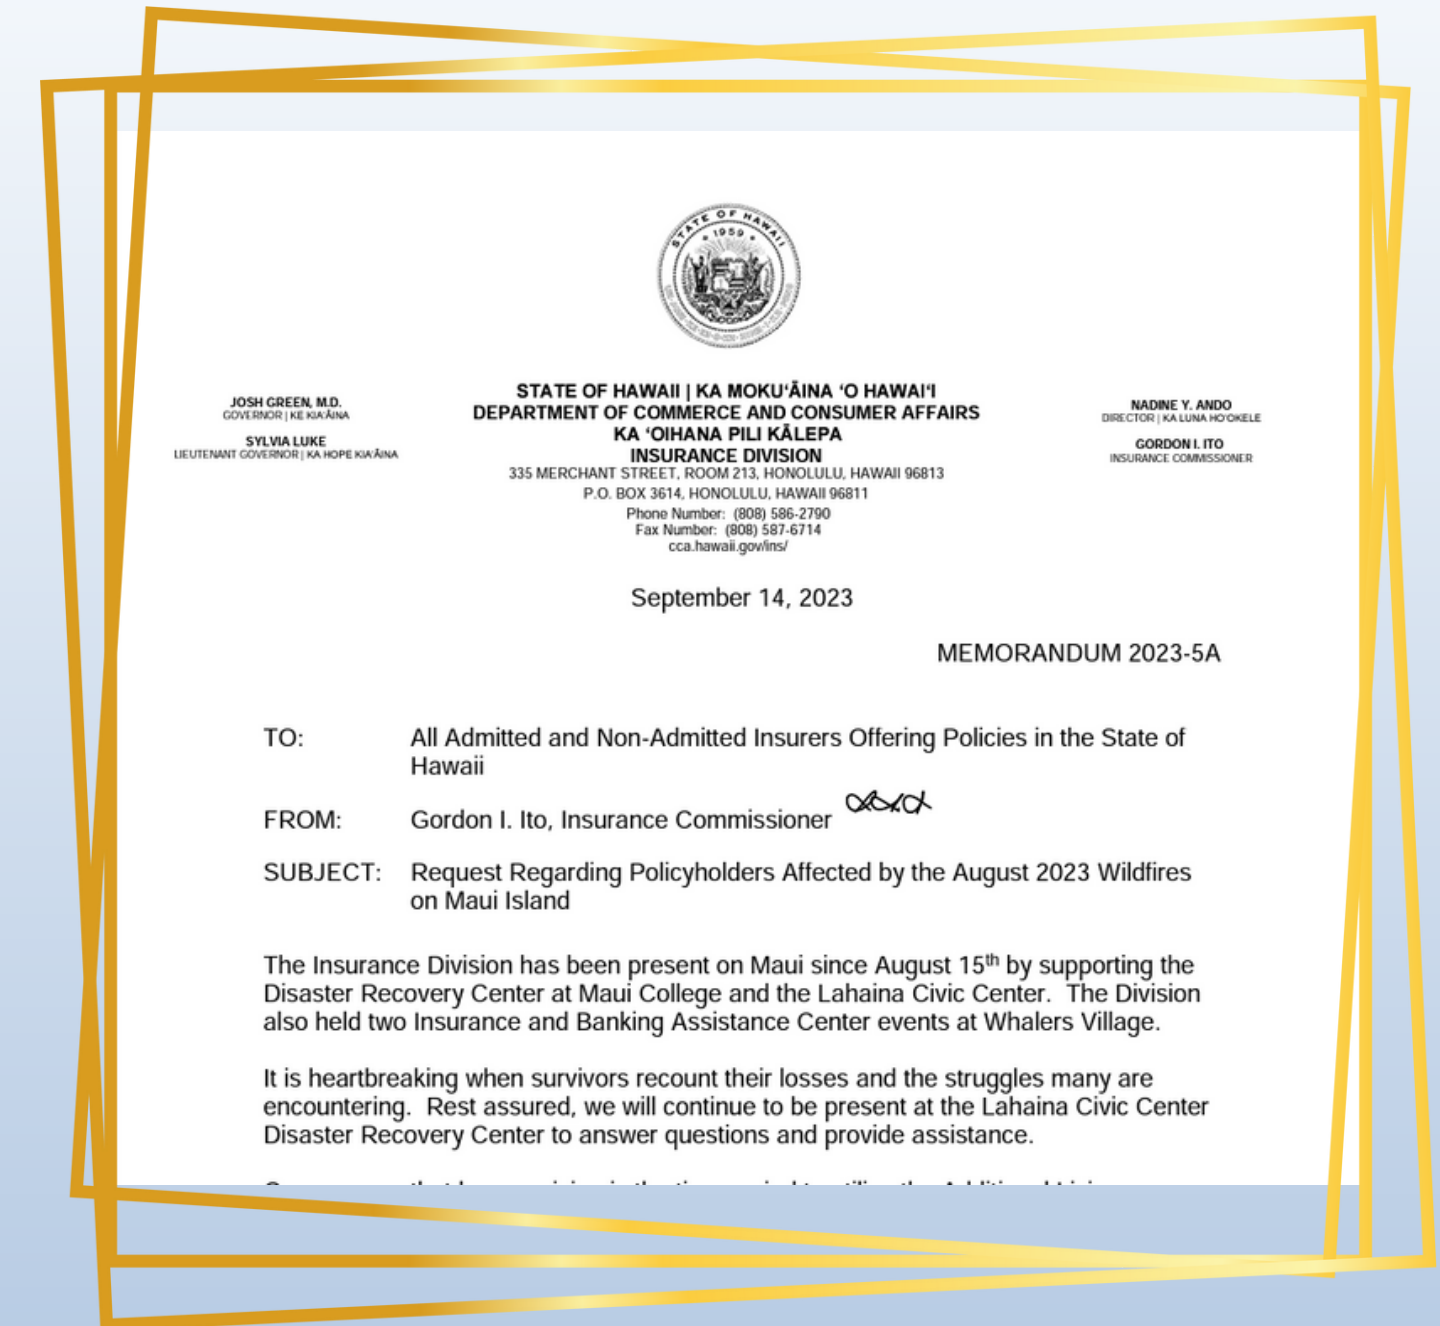 STATE OF HAWAII
1959
JOSH GREEN, M.D.
GOVERNOR | KE KIAʻĀINA
SYLVIA LUKE
LIEUTENANT GOVERNOR | KA HOPE KIAʻĀINA
STATE OF HAWAII | KA MOKUʻĀINA ʻO HAWAIʻI
DEPARTMENT OF COMMERCE AND CONSUMER AFFAIRS
KA ʻOIHANA PILI KĀLEPA
INSURANCE DIVISION
335 MERCHANT STREET, ROOM 213, HONOLULU, HAWAII 96813
P.O. BOX 3614, HONOLULU, HAWAII 96811
Phone Number: (808) 586-2790
Fax Number: (808) 587-6714
cca.hawaii.gov/ins/
NADINE Y. ANDO
DIRECTOR | KA LUNA HOʻOKELE
GORDON I. ITO
INSURANCE COMMISSIONER
September 14, 2023
MEMORANDUM 2023-5A
TO: All Admitted and Non-Admitted Insurers Offering Policies in the State of
Hawaii
FROM: Gordon I. Ito, Insurance Commissioner
SUBJECT: Request Regarding Policyholders Affected by the August 2023 Wildfires
on Maui Island
The Insurance Division has been present on Maui since August 15th by supporting the
Disaster Recovery Center at Maui College and the Lahaina Civic Center. The Division
also held two Insurance and Banking Assistance Center events at Whalers Village.
It is heartbreaking when survivors recount their losses and the struggles many are
encountering. Rest assured, we will continue to be present at the Lahaina Civic Center
Disaster Recovery Center to answer questions and provide assistance.